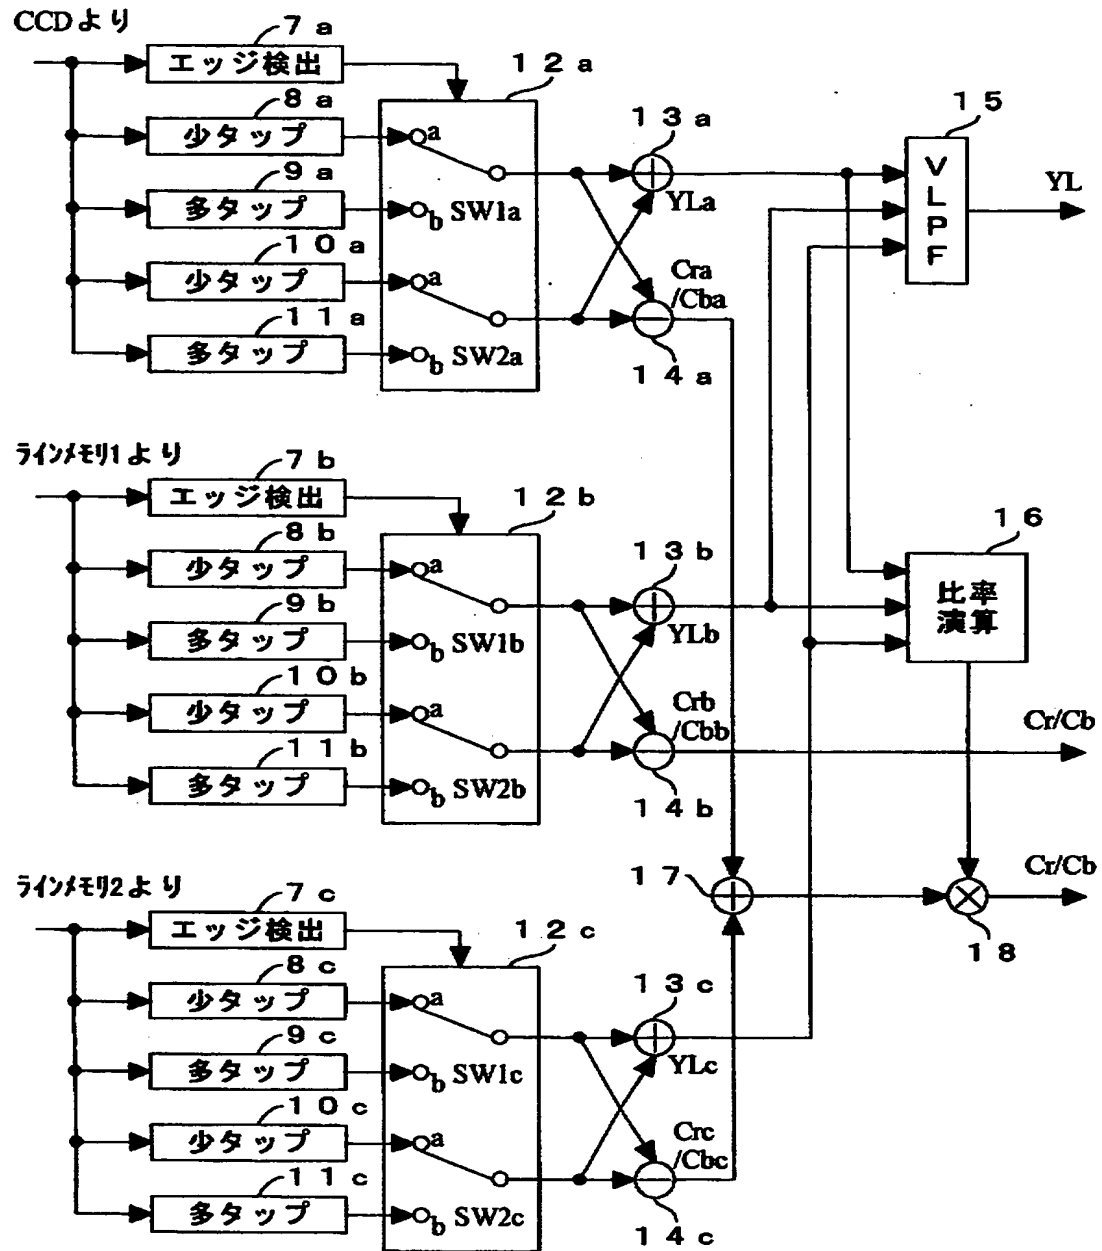 CCDより
7a
エッジ検出
12a
8a
少タップ
a
9a
多タップ
b SW1a
10a
少タップ
a
11a
多タップ
b SW2a
13a
YLa
Cra
/Cba
14a
15
VLPF
YL
ラインメモリ1より
7b
エッジ検出
12b
8b
少タップ
a
9b
多タップ
b SW1b
10b
少タップ
a
11b
多タップ
b SW2b
13b
YLb
Crb
/Cbb
14b
16
比率
演算
Cr/Cb
17
Cr/Cb
18
ラインメモリ2より
7c
エッジ検出
12c
8c
少タップ
a
9c
多タップ
b SW1c
10c
少タップ
a
11c
多タップ
b SW2c
13c
YLc
Crc
/Cbc
14c